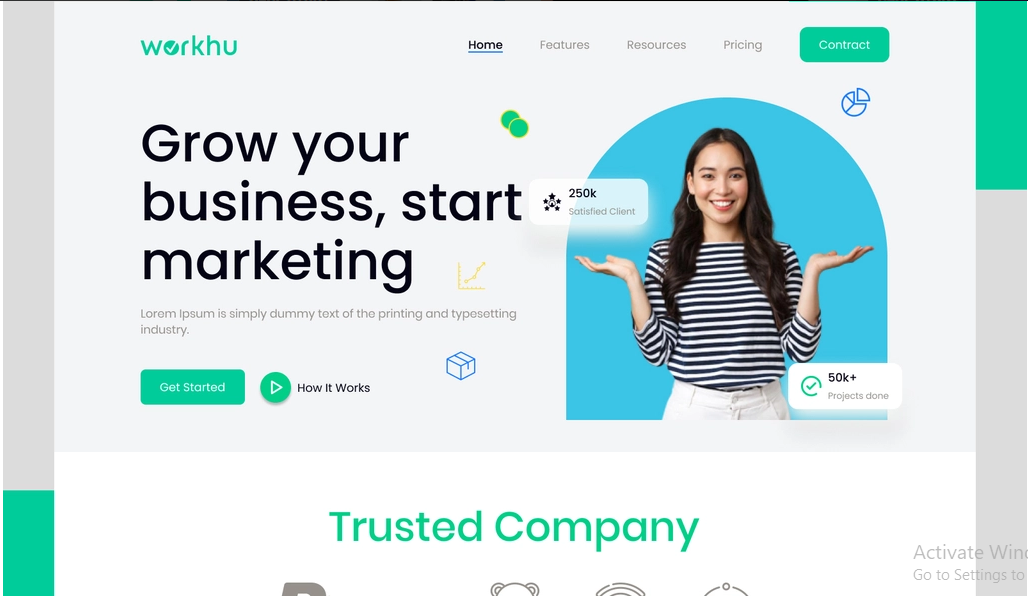 workhu
Home
Features
Resources
Pricing
Contract
Grow your
business, start
marketing
250k
Satisfied Client
Lorem Ipsum is simply dummy text of the printing and typesetting
industry.
Get Started
How It Works
50k+
Projects done
Trusted Company
Activate Wind
Go to Settings to